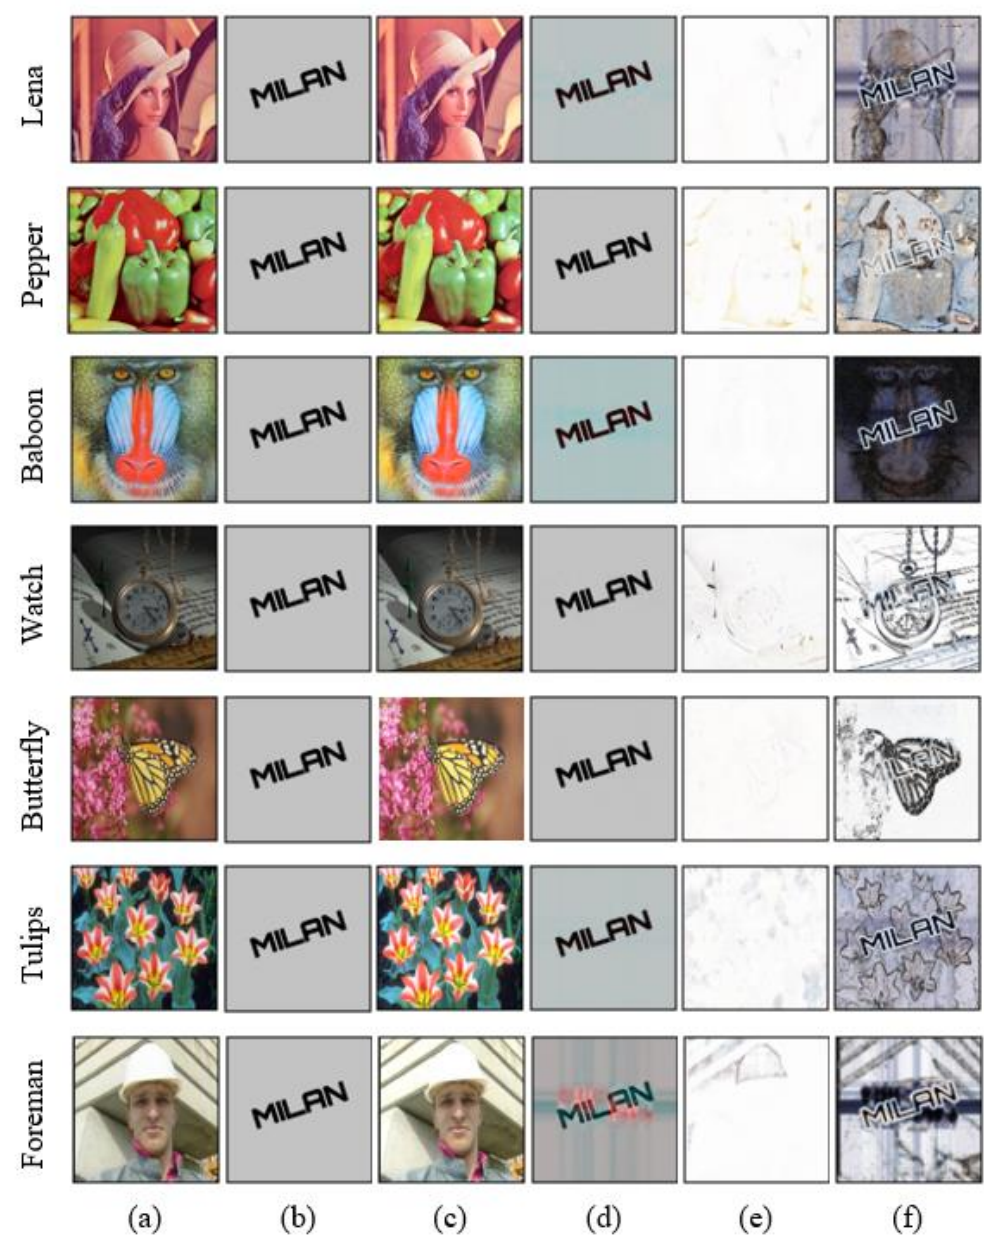 Lena MILAN MILAN MILAN
Pepper MILAN MILAN MILAN
Baboon MILAN MILAN MILAN
Watch MILAN MILAN MILAN
Butterfly MILAN MILAN MILAN
Tulips MILAN MILAN MILAN
Foreman MILAN MILAN MILAN
(a) (b) (c) (d) (e) (f)